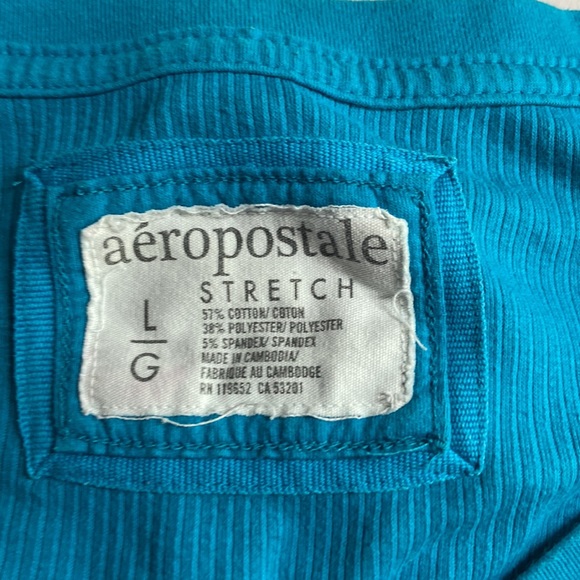 aéropostale
STRETCH
L
G
57% COTTON/ COTON
38% POLYESTER/ POLYESTER
5% SPANDEX/ SPANDEX
MADE IN CAMBODIA/
FABRIQUE AU CAMBODGE
RN 119652 CA 53201